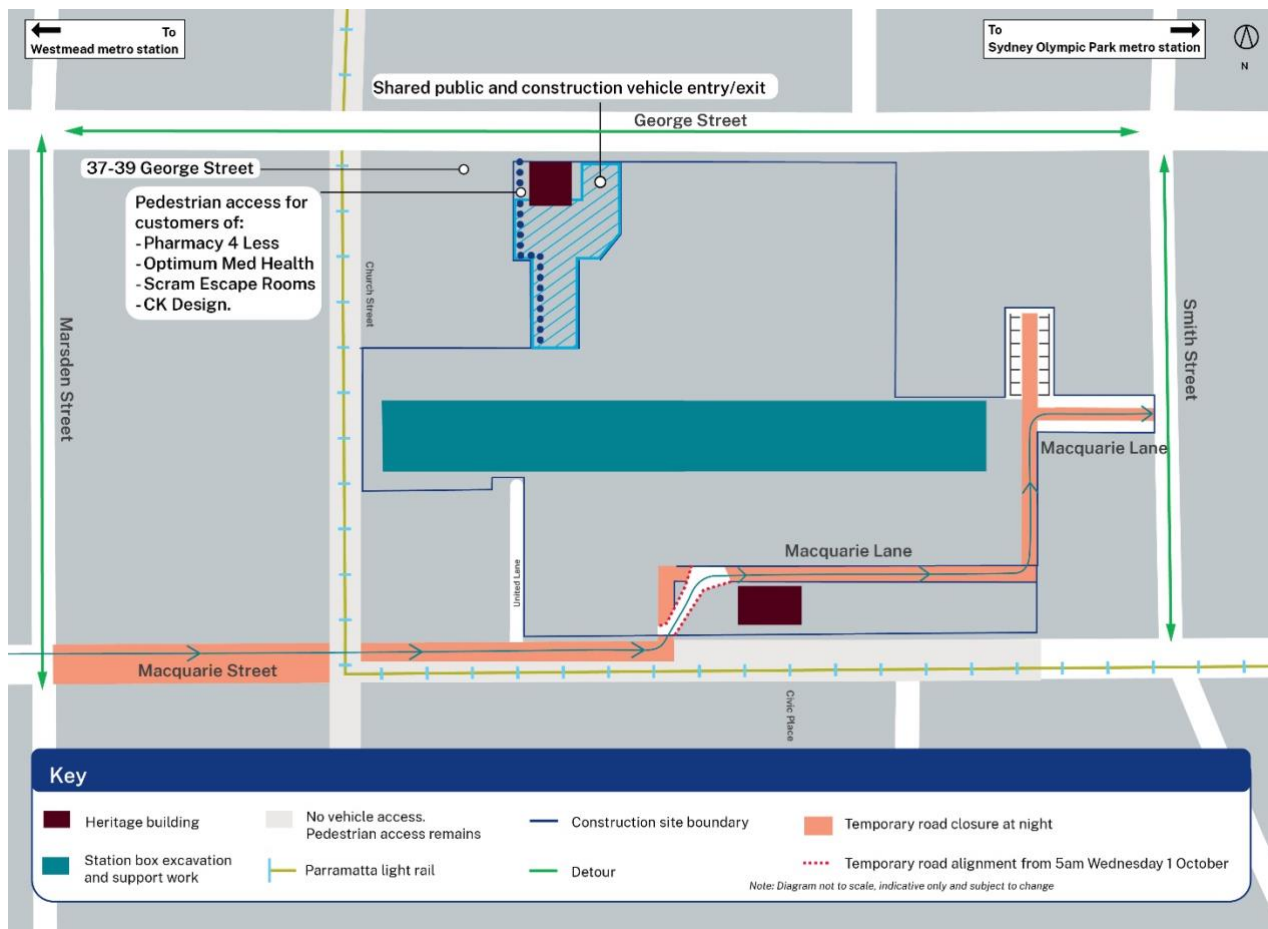 To
Westmead metro station
To
Sydney Olympic Park metro station
N
Shared public and construction vehicle entry/exit
George Street
37-39 George Street
Pedestrian access for
customers of:
- Pharmacy 4 Less
- Optimum Med Health
- Scram Escape Rooms
- CK Design.
Church Street
Marsden Street
Smith Street
Macquarie Lane
Macquarie Lane
United Lane
Macquarie Street
Civic Place
Key
Heritage building
No vehicle access.
Pedestrian access remains
Construction site boundary
Temporary road closure at night
Station box excavation
and support work
Parramatta light rail
Detour
Temporary road alignment from 5am Wednesday 1 October
Note: Diagram not to scale, indicative only and subject to change